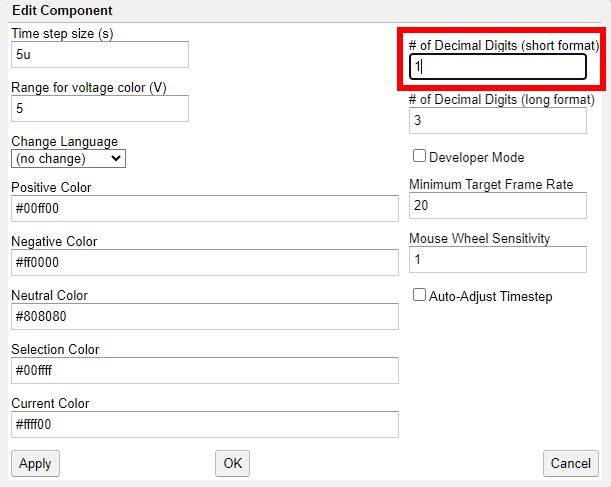 Edit Component
Time step size (s)
5u
Range for voltage color (V)
5
Change Language
(no change)
Positive Color
#00ff00
Negative Color
#ff0000
Neutral Color
#808080
Selection Color
#00ffff
Current Color
#ffff00
# of Decimal Digits (short format)
1
# of Decimal Digits (long format)
3
Developer Mode
Minimum Target Frame Rate
20
Mouse Wheel Sensitivity
1
Auto-Adjust Timestep
Apply
OK
Cancel